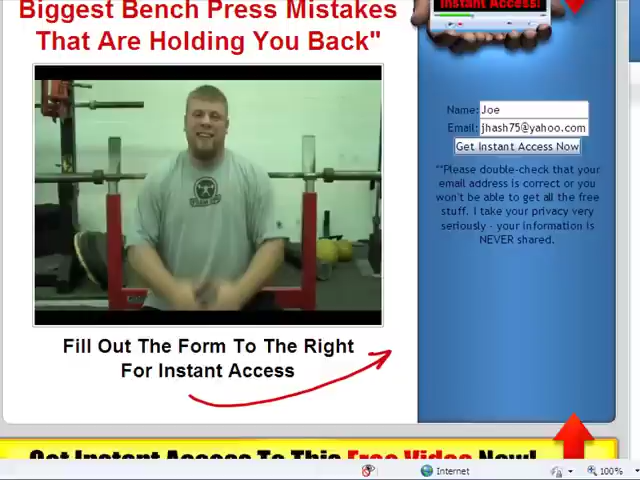 Biggest Bench Press Mistakes
That Are Holding You Back"
Instant Access!
Name: Joe
Email: jhash75@yahoo.com
Get Instant Access Now
**Please double-check that your
email address is correct or you
won't be able to get all the free
stuff. I take your privacy very
seriously - your information is
NEVER shared.
Fill Out The Form To The Right
For Instant Access
Get Instant Access To This Free Video Now!
Internet
100%